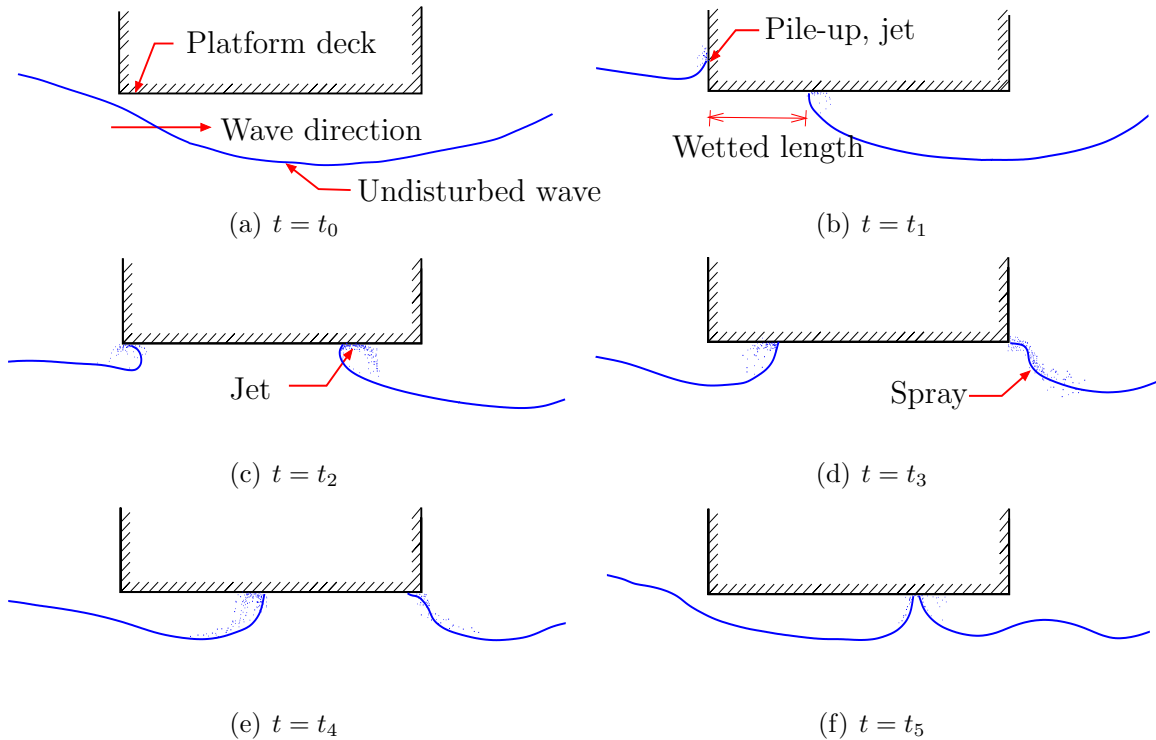 Platform deck
Wave direction
Undisturbed wave
(a) t = t₀
Pile-up, jet
Wetted length
(b) t = t₁
Jet
(c) t = t₂
Spray
(d) t = t₃
(e) t = t₄
(f) t = t₅